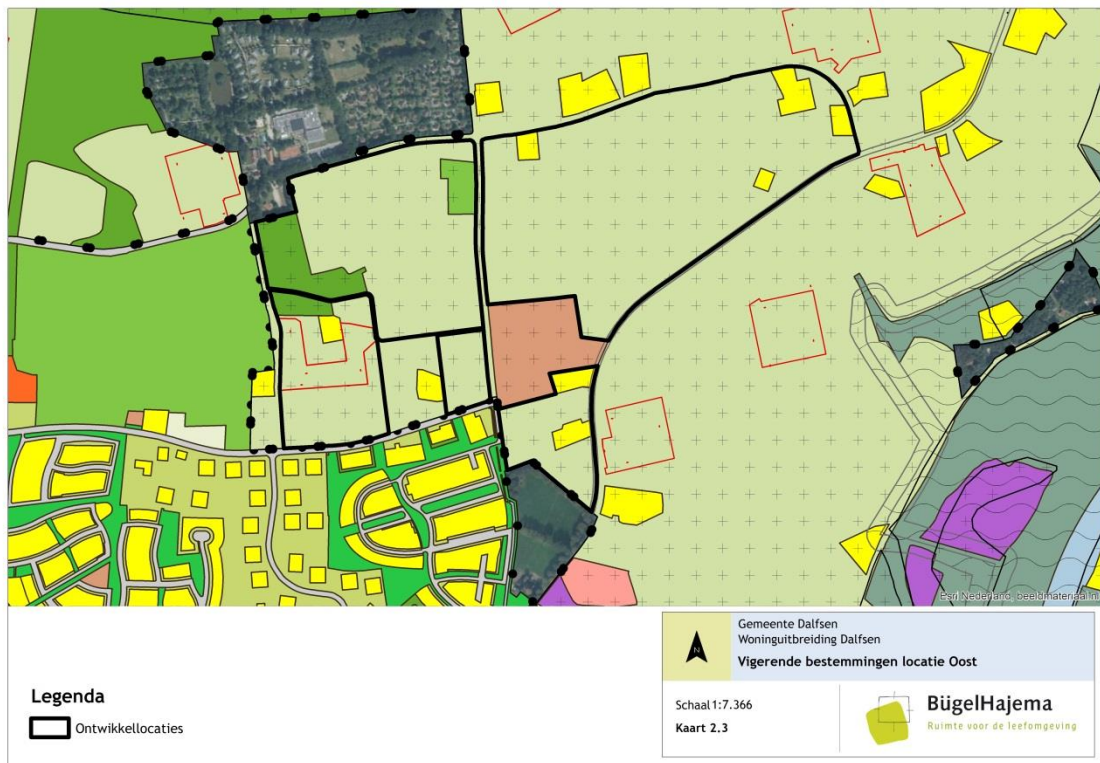 Esri Nederland, beeldmateriaal.nl
Gemeente Dalfsen
Woninguitbreiding Dalfsen
Vigerende bestemmingen locatie Oost
N
Legenda
Ontwikkellocaties
Schaal 1:7.366
Kaart 2.3
BügelHajema
Ruimte voor de leefomgeving